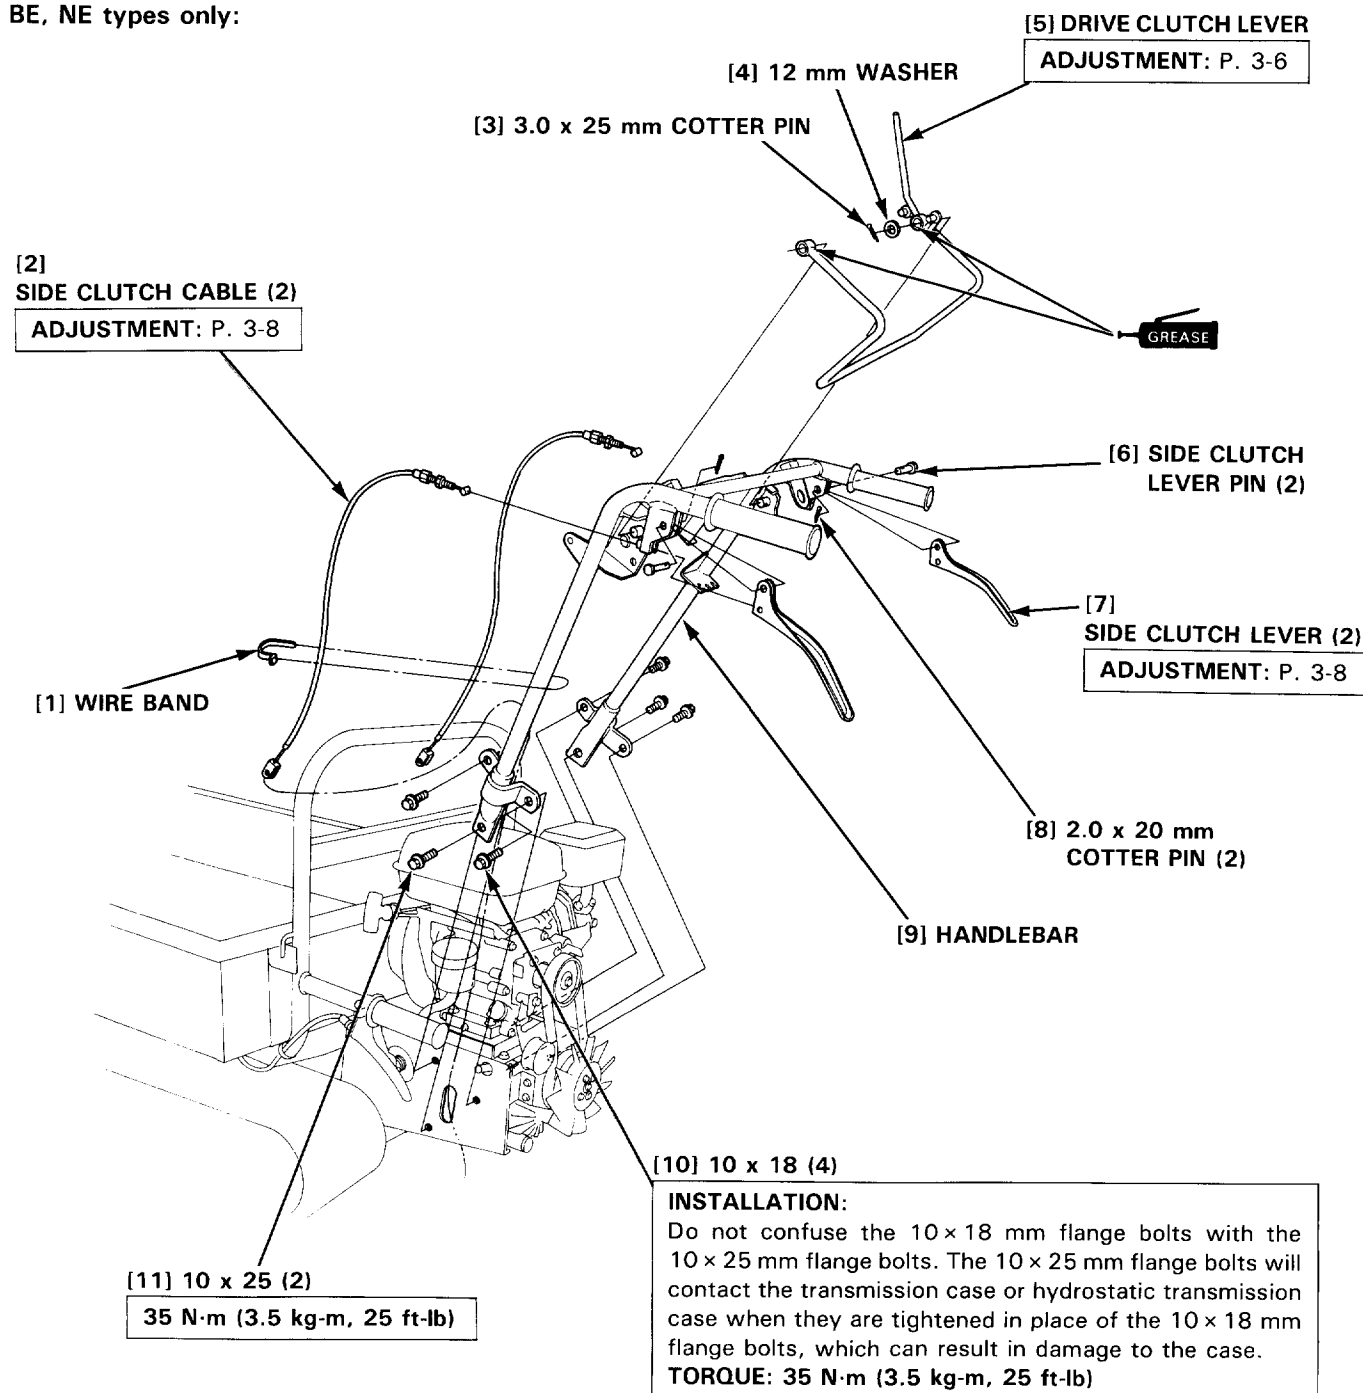 BE, NE types only:
[5] DRIVE CLUTCH LEVER
ADJUSTMENT: P. 3-6
[4] 12 mm WASHER
[3] 3.0 x 25 mm COTTER PIN
[2]
SIDE CLUTCH CABLE (2)
ADJUSTMENT: P. 3-8
GREASE
[6] SIDE CLUTCH
LEVER PIN (2)
[7]
SIDE CLUTCH LEVER (2)
ADJUSTMENT: P. 3-8
[1] WIRE BAND
[8] 2.0 x 20 mm
COTTER PIN (2)
[9] HANDLEBAR
[10] 10 x 18 (4)
INSTALLATION:
Do not confuse the 10 × 18 mm flange bolts with the
10 × 25 mm flange bolts. The 10 × 25 mm flange bolts will
contact the transmission case or hydrostatic transmission
case when they are tightened in place of the 10 × 18 mm
flange bolts, which can result in damage to the case.
TORQUE: 35 N·m (3.5 kg-m, 25 ft-lb)
[11] 10 x 25 (2)
35 N·m (3.5 kg-m, 25 ft-lb)